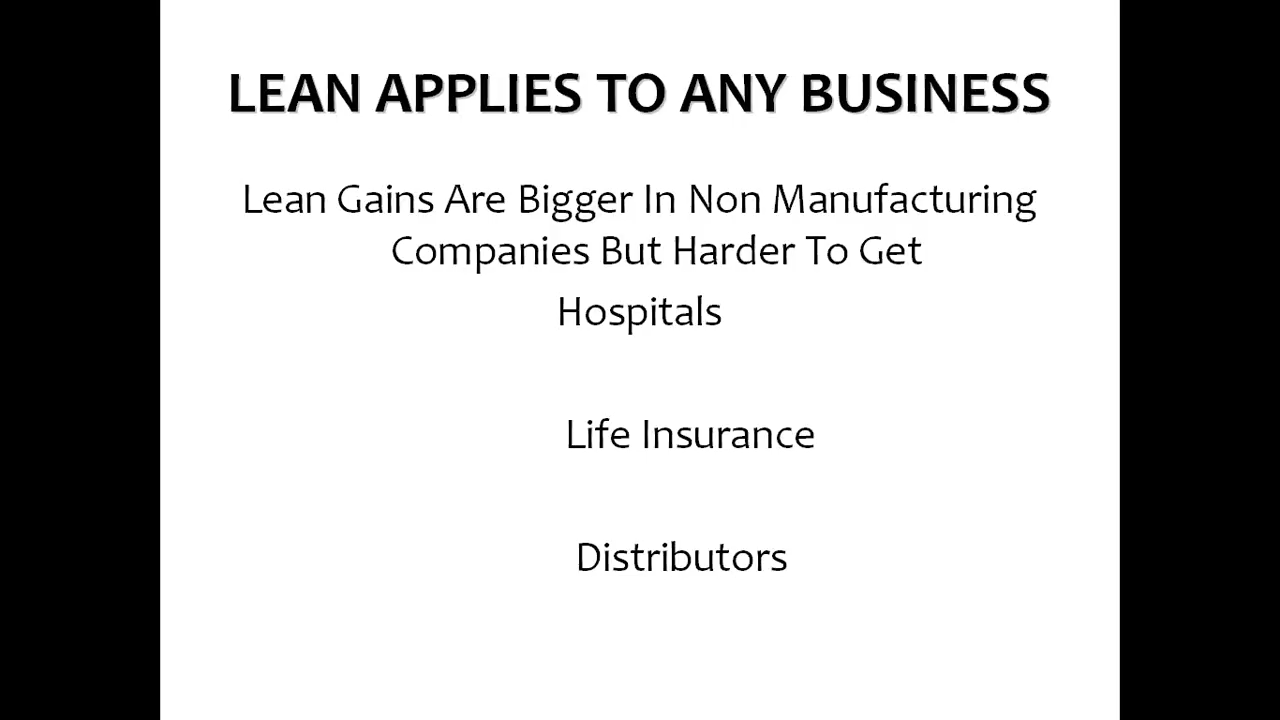 LEAN APPLIES TO ANY BUSINESS
Lean Gains Are Bigger In Non Manufacturing
Companies But Harder To Get
Hospitals
Life Insurance
Distributors